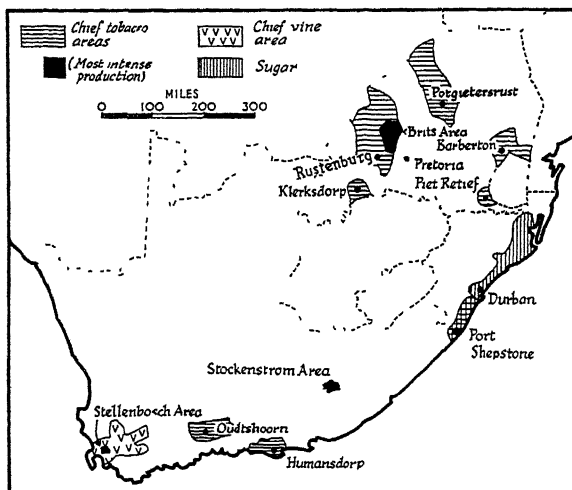 Chief tobacco
areas
Chief vine
area
(Most intense
production)
Sugar
MILES
0 100 200 300
Potgietersrust
Brits Area
Barberton
Rustenburg
Pretoria
Klerksdorp
Piet Retief
Durban
Port
Shepstone
Stockenstrom Area
Stellenbosch Area
Oudtshoorn
Humansdorp